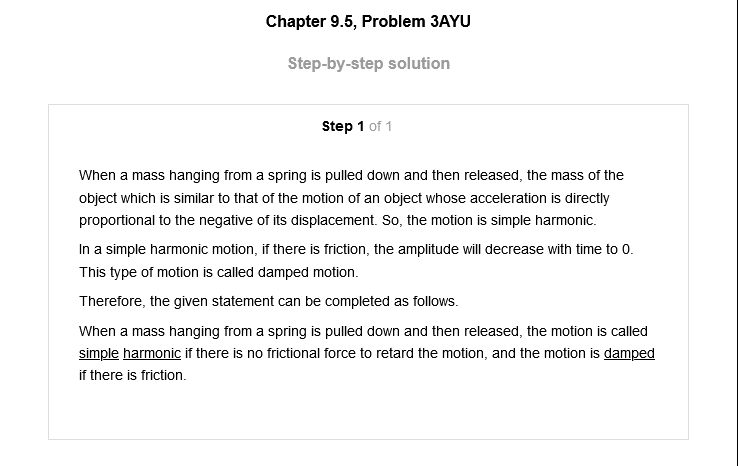 Chapter 9.5, Problem 3AYU
Step-by-step solution
Step 1 of 1
When a mass hanging from a spring is pulled down and then released, the mass of the
object which is similar to that of the motion of an object whose acceleration is directly
proportional to the negative of its displacement. So, the motion is simple harmonic.
In a simple harmonic motion, if there is friction, the amplitude will decrease with time to 0.
This type of motion is called damped motion.
Therefore, the given statement can be completed as follows.
When a mass hanging from a spring is pulled down and then released, the motion is called
simple harmonic if there is no frictional force to retard the motion, and the motion is damped
if there is friction.